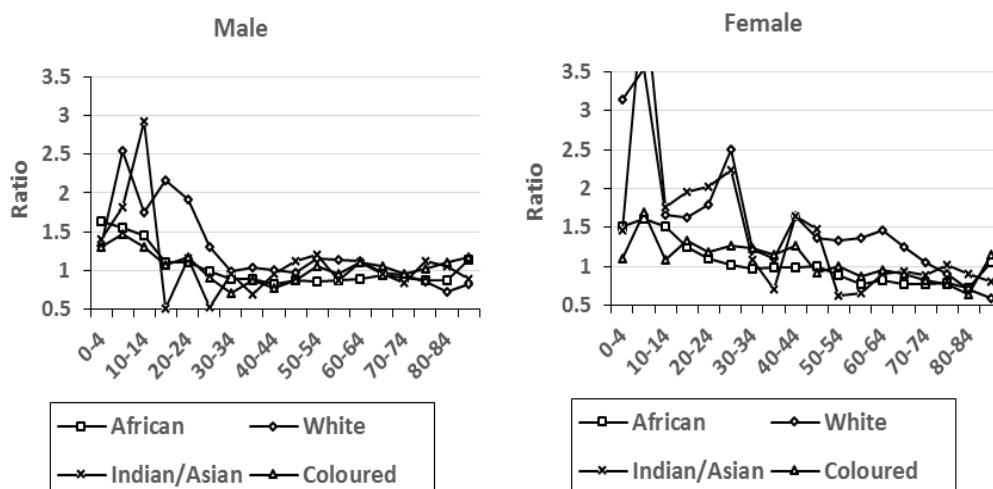 Male
3.5
3
2.5
2
1.5
1
0.5
Ratio
0-4
10-14
20-24
30-34
40-44
50-54
60-64
70-74
80-84
African
White
Indian/Asian
Coloured
Female
3.5
3
2.5
2
1.5
1
0.5
Ratio
0-4
10-14
20-24
30-34
40-44
50-54
60-64
70-74
80-84
African
White
Indian/Asian
Coloured